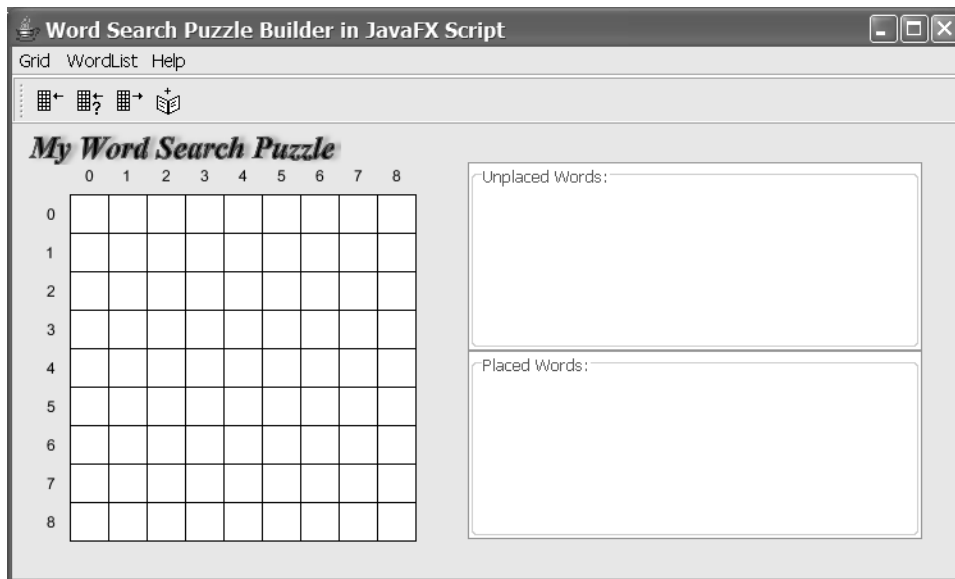 Word Search Puzzle Builder in JavaFX Script
Grid WordList Help
My Word Search Puzzle
0 1 2 3 4 5 6 7 8
0
1
2
3
4
5
6
7
8
Unplaced Words:
Placed Words: